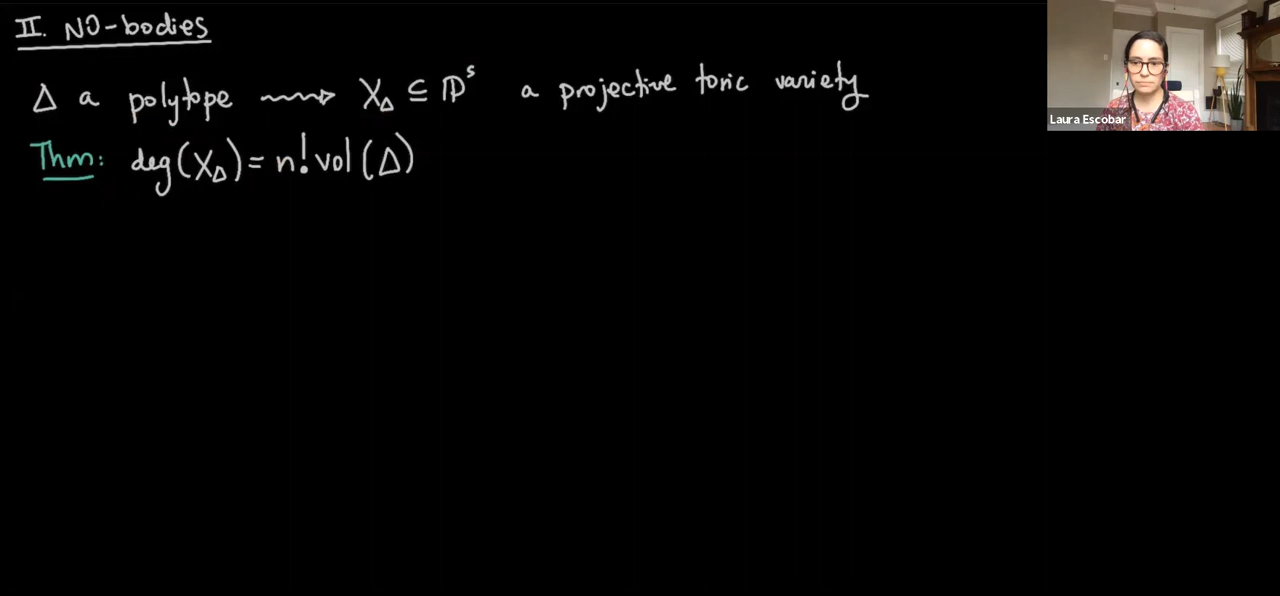 II. NO-bodies
Δ a polytope ⇝ X_Δ ⊆ ℙ^s a projective toric variety
Thm: deg(X_Δ) = n! vol(Δ)
Laura Escobar